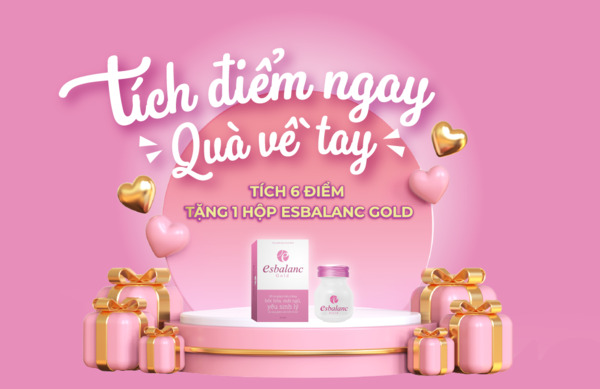 Tích điểm ngay
Quà về tay
TÍCH 6 ĐIỂM
TẶNG 1 HỘP ESBALANC GOLD
esbalanc
Gold
esbalanc